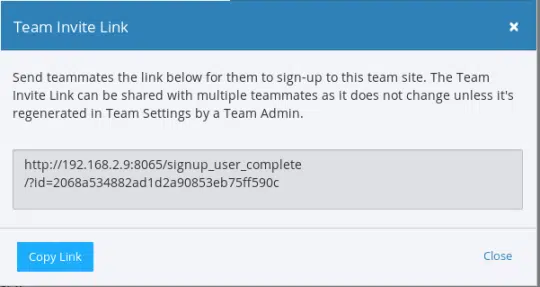 Team Invite Link
×
Send teammates the link below for them to sign-up to this team site. The Team
Invite Link can be shared with multiple teammates as it does not change unless it's
regenerated in Team Settings by a Team Admin.
http://192.168.2.9:8065/signup_user_complete
/?id=2068a534882ad1d2a90853eb75ff590c
Copy Link
Close